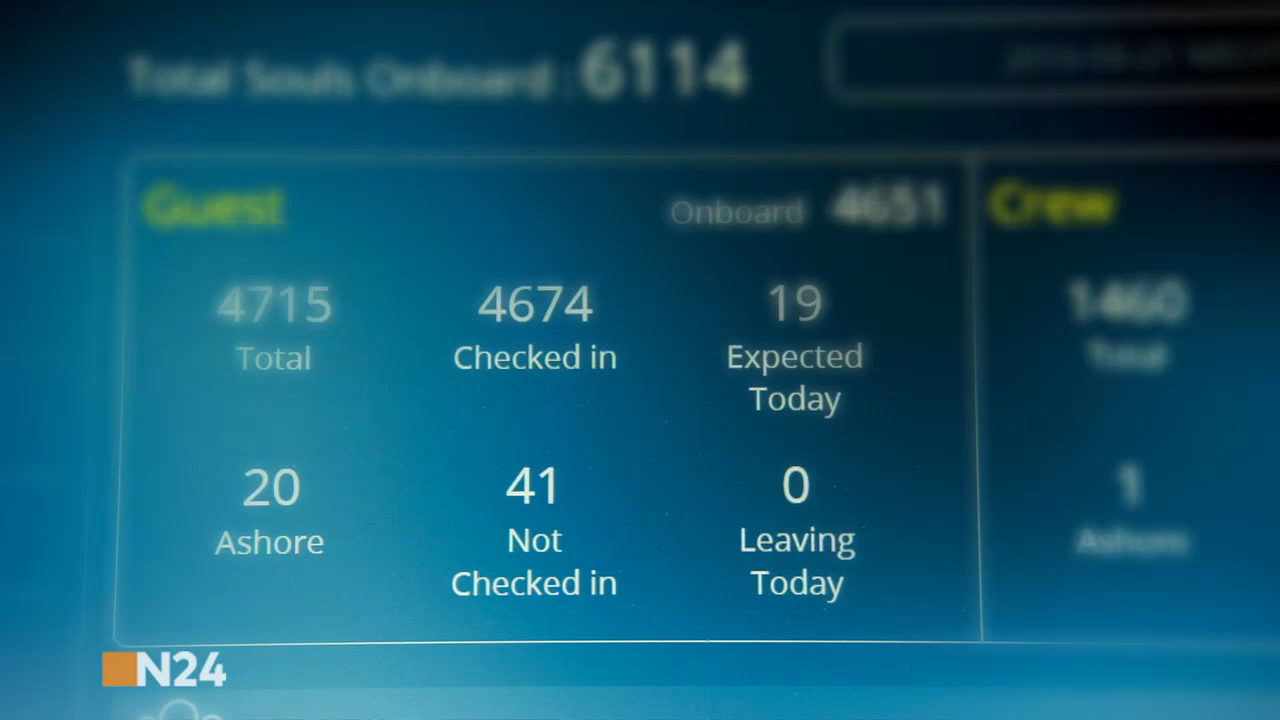 Total Souls Onboard : 6114
Guest
Onboard 4651
Crew
4715
Total
4674
Checked in
19
Expected
Today
1460
Total
20
Ashore
41
Not
Checked in
0
Leaving
Today
1
Ashore
N24